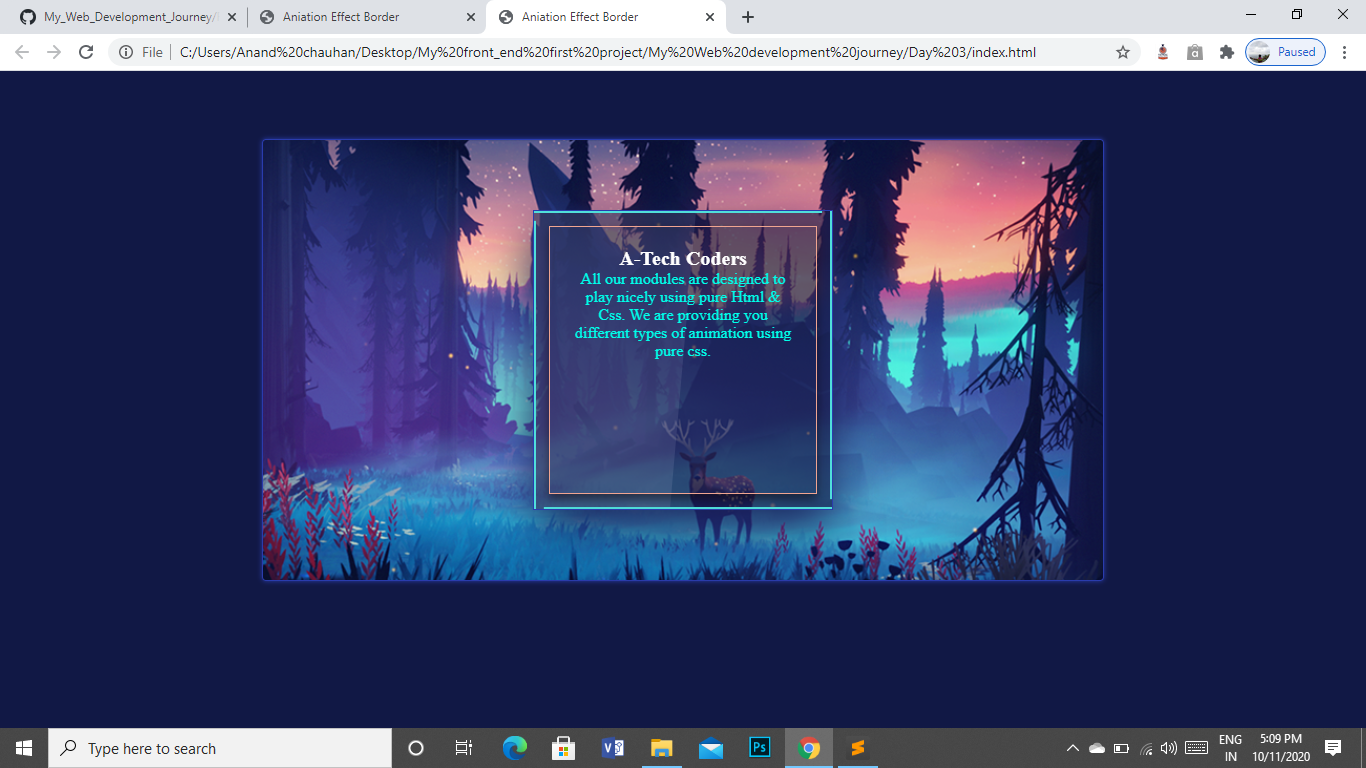 My_Web_Development_Journey/
Aniation Effect Border
Aniation Effect Border
File
C:/Users/Anand%20chauhan/Desktop/My%20front_end%20first%20project/My%20Web%20development%20journey/Day%203/index.html
Paused
A-Tech Coders
All our modules are designed to
play nicely using pure Html &
Css. We are providing you
different types of animation using
pure css.
Type here to search
Ps
ENG
IN
5:09 PM
10/11/2020